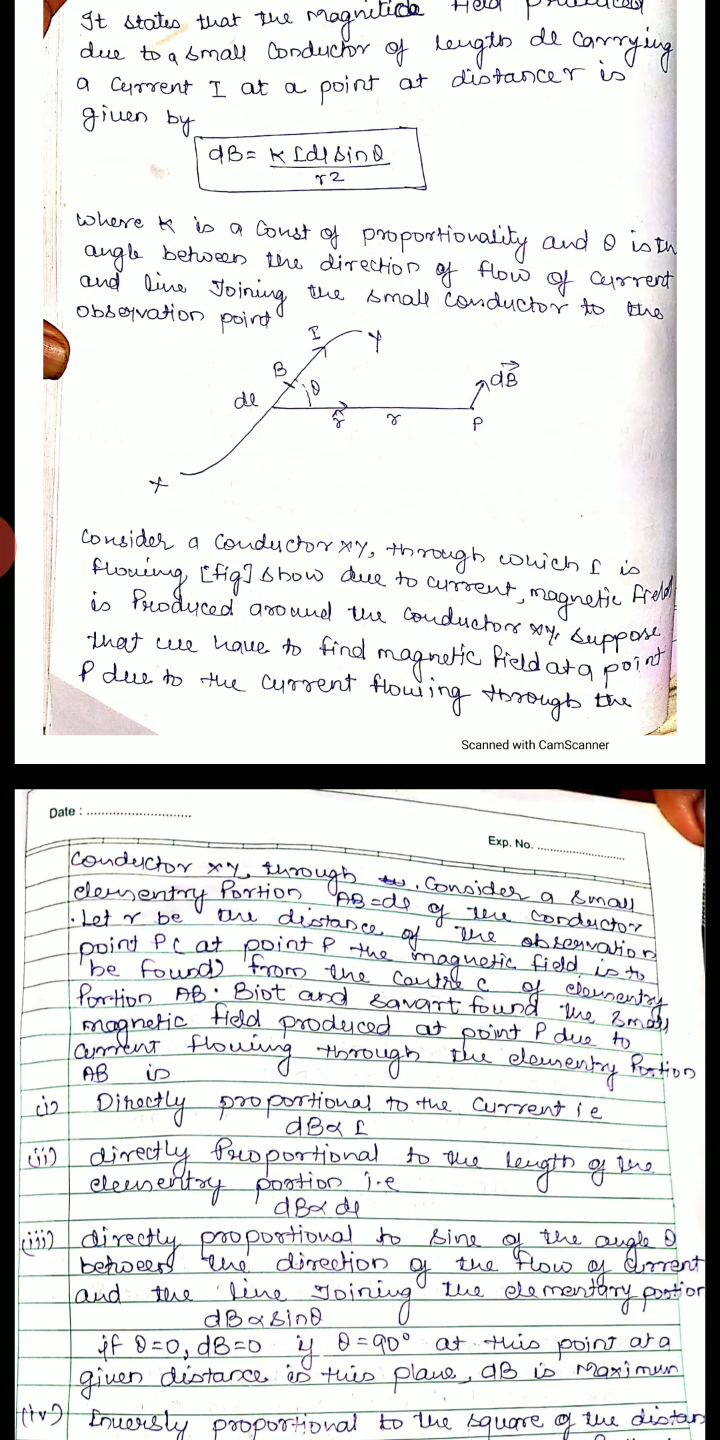 It states that the Magnitide Held produced
due to a small Conductor of length dl Carrying
a current I at a point at distance r is
given by
dB = K Idl sinθ
r2
where K is a Const of proportionality and θ is th
angle between the direction of flow of current
and line Joining the small conductor to the
observation point
I
Y
B
θ
dB
dl
r̂
r
P
X
Consider a conductor xy, through which I is
flowing [fig] show due to current, magnetic field
is Produced around the conductor xy, suppose
that we have to find magnetic field at a point
P due to the current flowing through the
Scanned with CamScanner
Date : ............................
Exp. No. ............................
Conductor xy, through . Consider a small
elementry Portion AB=dl of the conductor
. Let r be the distance of the observation
point P( at point P the magnetic field is to
be found) from the centre c of elementry
Portion AB. Biot and savart found the small
magnetic field produced at point P due to
current flowing through the elementry Portion
AB is
(i) Directly proportional to the current i e
dB∝ I
(ii) directly Proportional to the length of the
elementry portion i.e
dB∝ dl
(iii) directly proportional to sine of the angle θ
between the direction of the flow of current
and the line Joining the elementary portion
dB∝sinθ
if θ=0, dB=0 if θ=90° at this point at a
given distance is this plane, dB is Maximum
(iv) Inversly proportional to the square of the distan